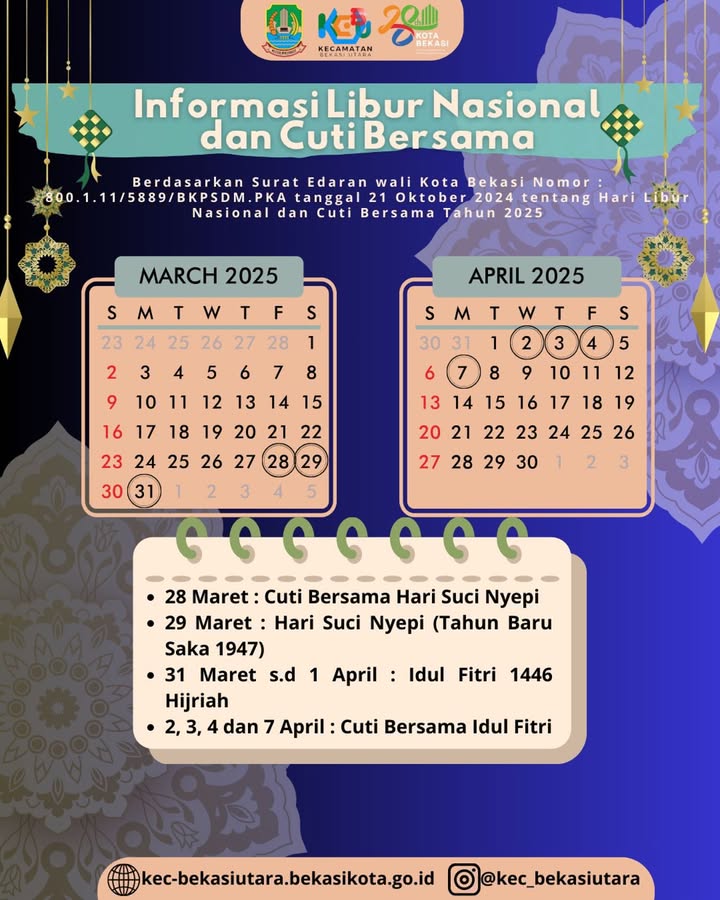 KECAMATAN
BEKASI UTARA
KOTA
BEKASI
Informasi Libur Nasional
dan Cuti Bersama
Berdasarkan Surat Edaran wali Kota Bekasi Nomor :
800.1.11/5889/BKPSDM.PKA tanggal 21 Oktober 2024 tentang Hari Libur
Nasional dan Cuti Bersama Tahun 2025
MARCH 2025
S M T W T F S
23 24 25 26 27 28 1
2 3 4 5 6 7 8
9 10 11 12 13 14 15
16 17 18 19 20 21 22
23 24 25 26 27 28 29
30 31 1 2 3 4 5
APRIL 2025
S M T W T F S
30 31 1 2 3 4 5
6 7 8 9 10 11 12
13 14 15 16 17 18 19
20 21 22 23 24 25 26
27 28 29 30 1 2 3
• 28 Maret : Cuti Bersama Hari Suci Nyepi
• 29 Maret : Hari Suci Nyepi (Tahun Baru
Saka 1947)
• 31 Maret s.d 1 April : Idul Fitri 1446
Hijriah
• 2, 3, 4 dan 7 April : Cuti Bersama Idul Fitri
kec-bekasiutara.bekasikota.go.id
@kec_bekasiutara